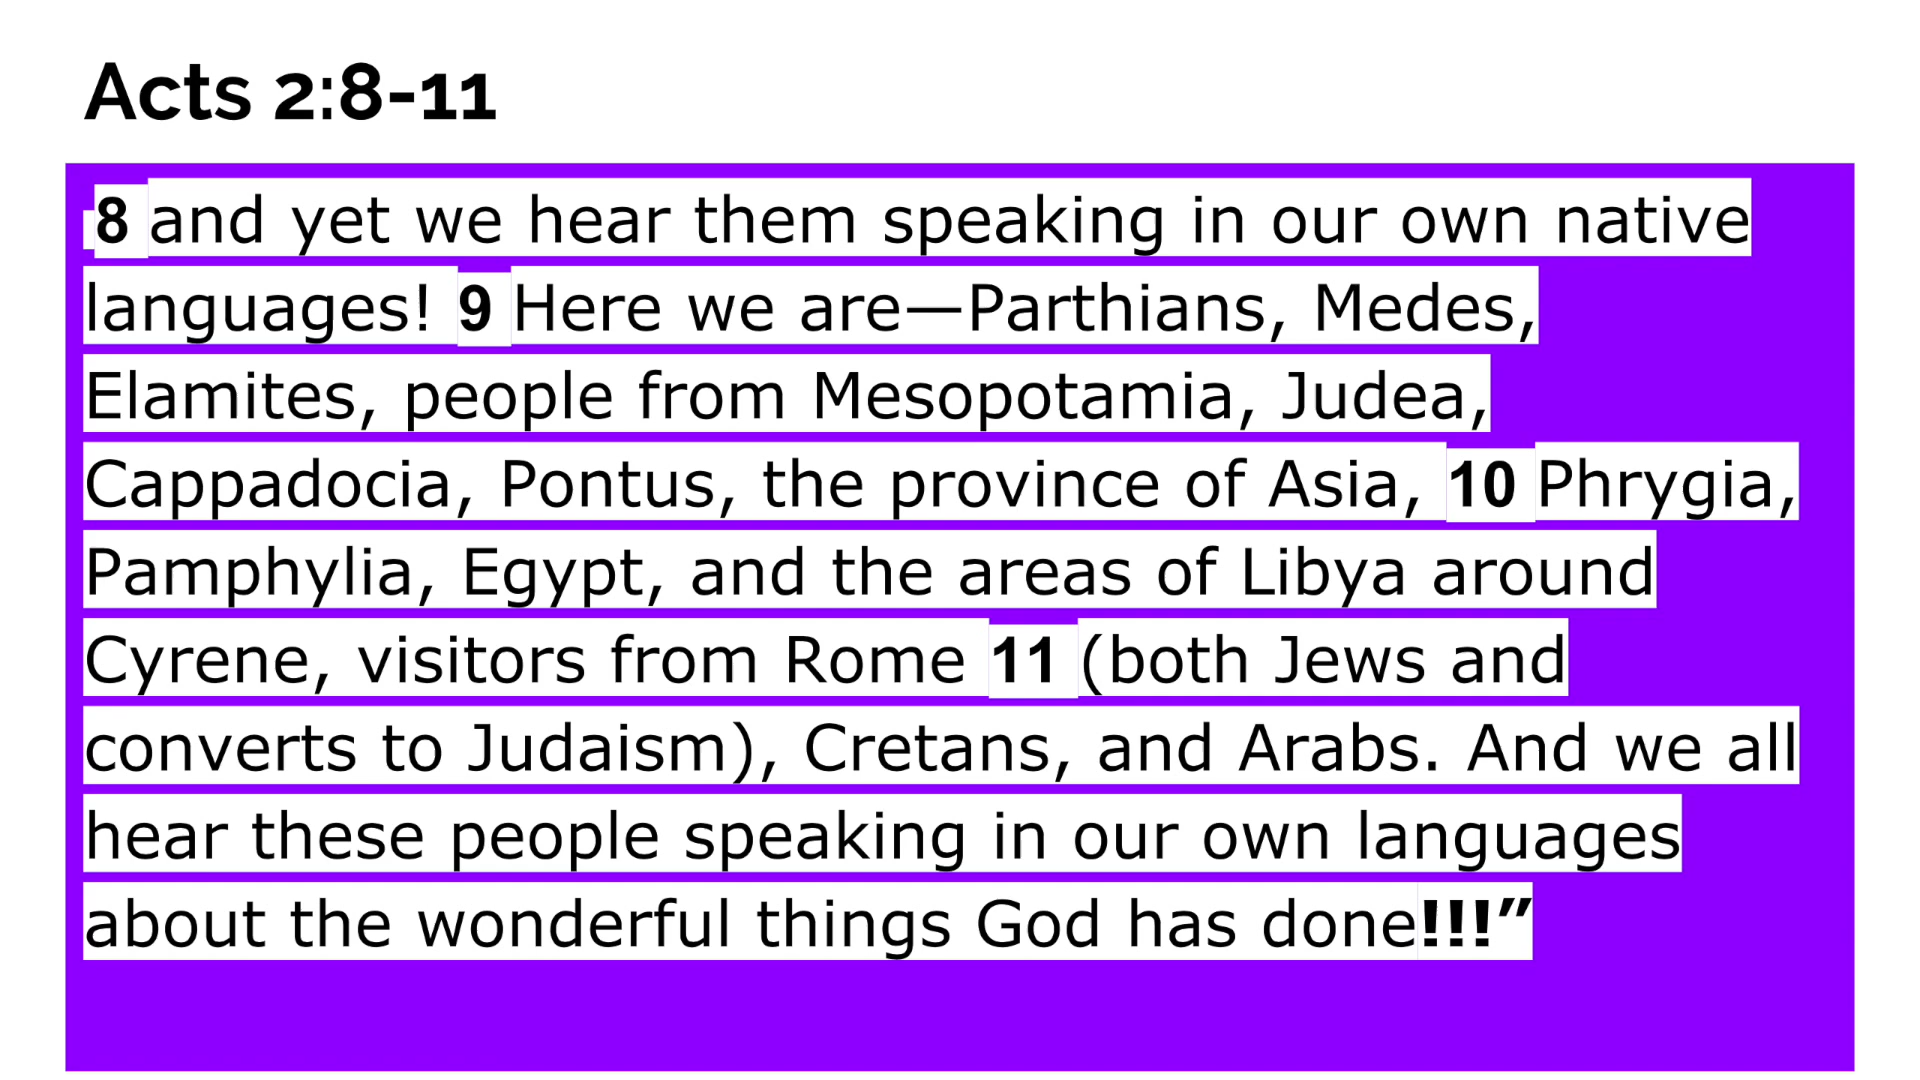 Acts 2:8-11
8 and yet we hear them speaking in our own native
languages! 9 Here we are—Parthians, Medes,
Elamites, people from Mesopotamia, Judea,
Cappadocia, Pontus, the province of Asia, 10 Phrygia,
Pamphylia, Egypt, and the areas of Libya around
Cyrene, visitors from Rome 11 (both Jews and
converts to Judaism), Cretans, and Arabs. And we all
hear these people speaking in our own languages
about the wonderful things God has done!!!”